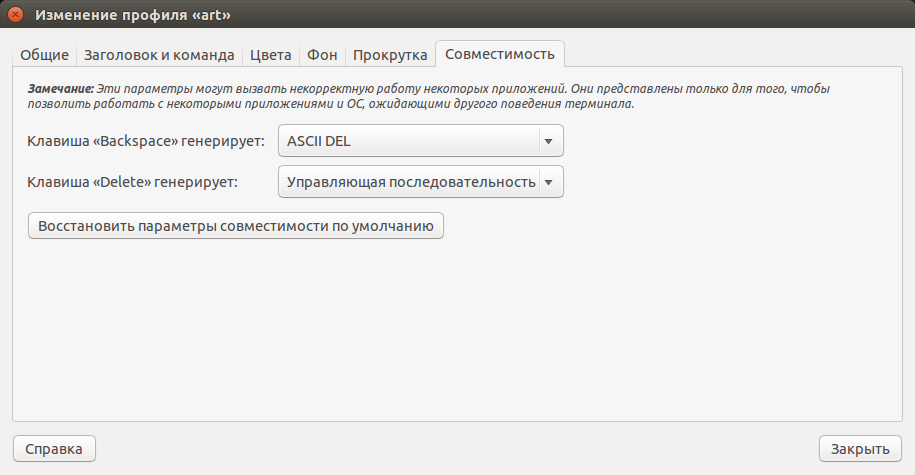 Изменение профиля «art»
Общие Заголовок и команда Цвета Фон Прокрутка Совместимость
Замечание: Эти параметры могут вызвать некорректную работу некоторых приложений. Они представлены только для того, чтобы
позволить работать с некоторыми приложениями и ОС, ожидающими другого поведения терминала.
Клавиша «Backspace» генерирует: ASCII DEL
Клавиша «Delete» генерирует: Управляющая последовательность
Восстановить параметры совместимости по умолчанию
Справка Закрыть